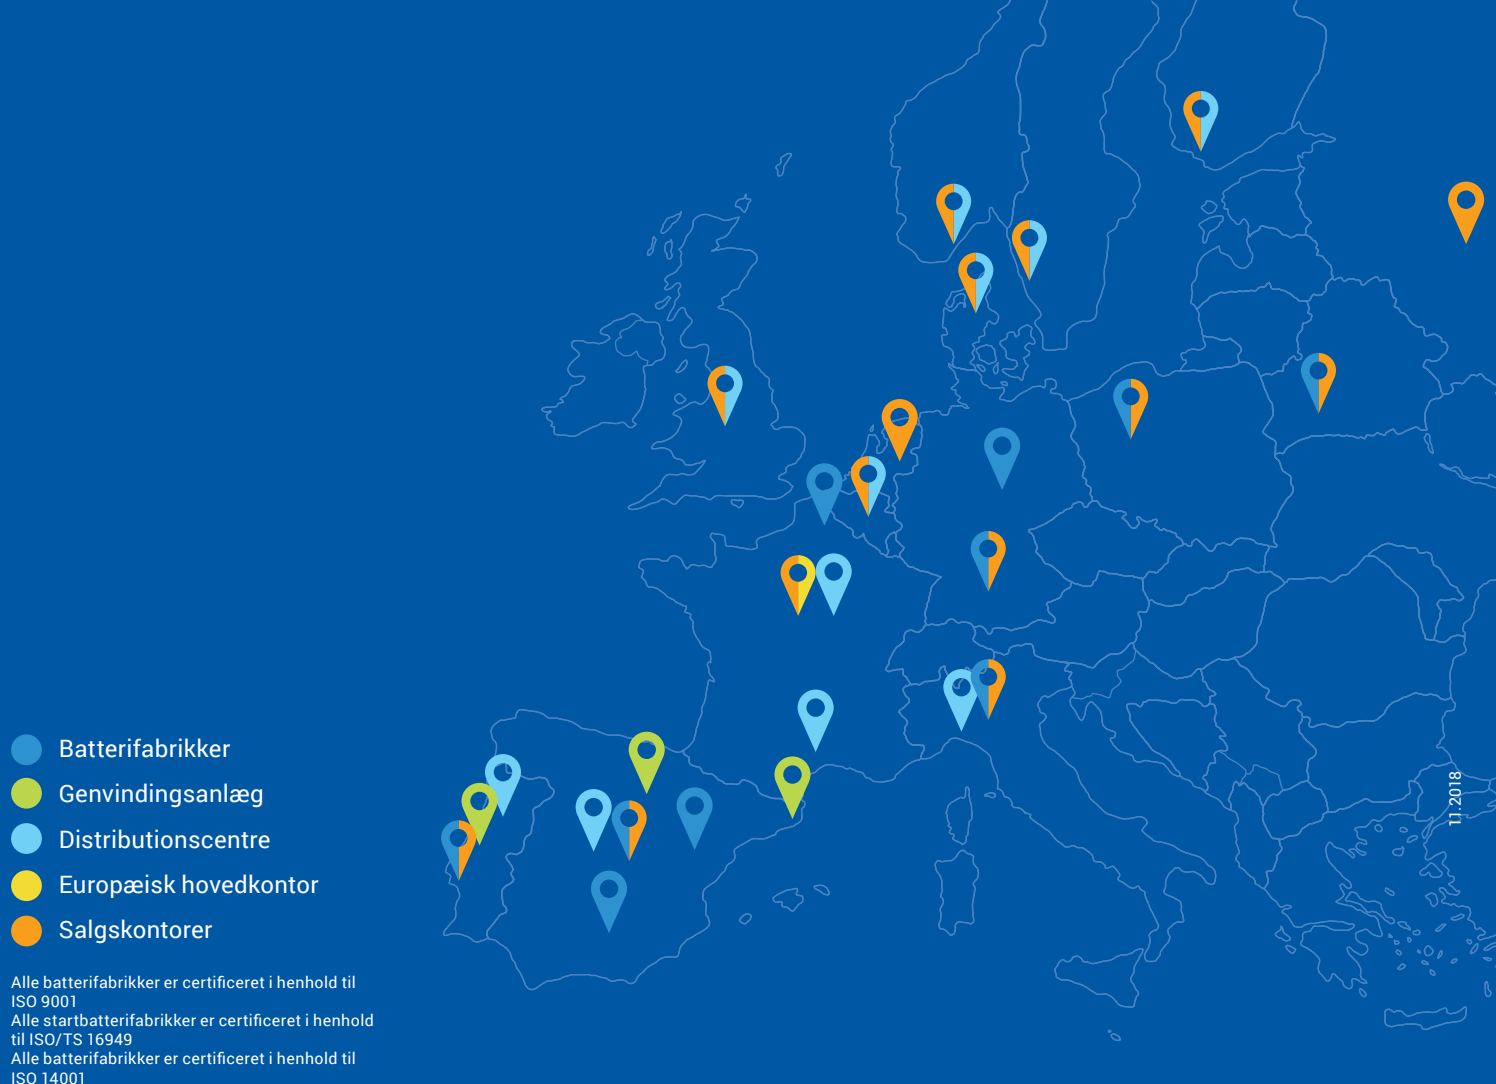 Batterifabrikker
Genvindingsanlæg
Distributionscentre
Europæisk hovedkontor
Salgskontorer
Alle batterifabrikker er certificeret i henhold til
ISO 9001
Alle startbatterifabrikker er certificeret i henhold
til ISO/TS 16949
Alle batterifabrikker er certificeret i henhold til
ISO 14001
11.2018